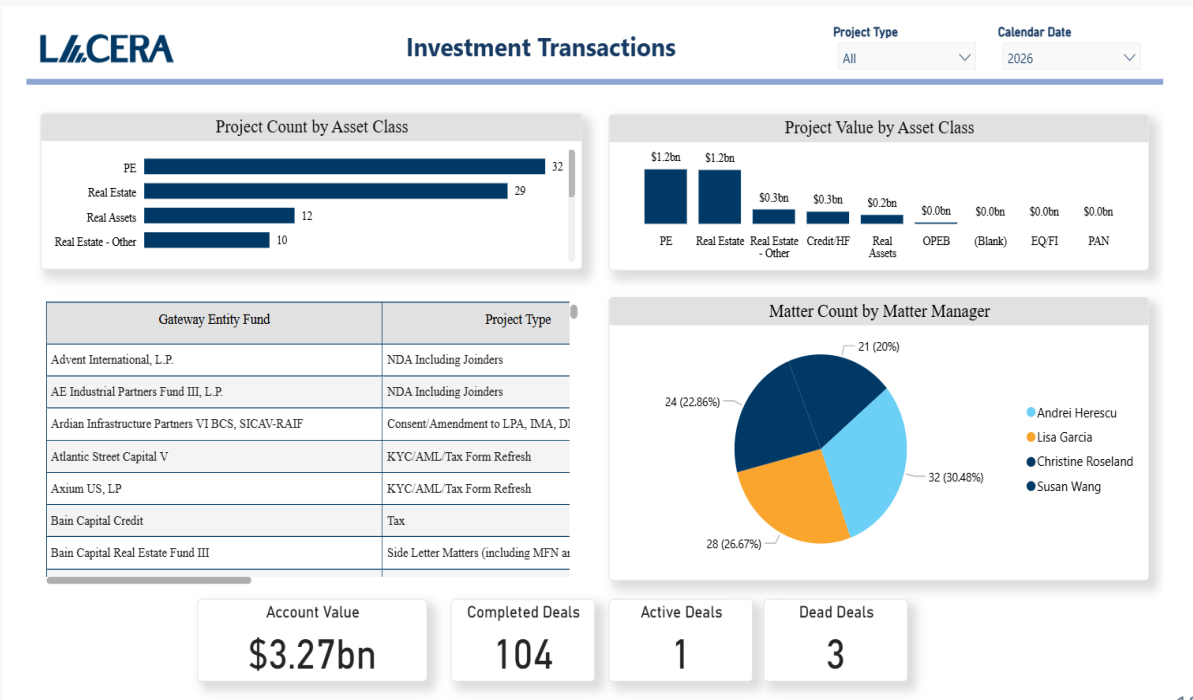 LACERA
Investment Transactions
Project Type
All
Calendar Date
2026
Project Count by Asset Class
PE 32
Real Estate 29
Real Assets 12
Real Estate - Other 10
Project Value by Asset Class
$1.2bn $1.2bn $0.3bn $0.3bn $0.2bn $0.0bn $0.0bn $0.0bn $0.0bn
PE Real Estate Real Estate - Other Credit/HF Real Assets OPEB (Blank) EQ/FI PAN
Gateway Entity Fund Project Type
Advent International, L.P. NDA Including Joinders
AE Industrial Partners Fund III, L.P. NDA Including Joinders
Ardian Infrastructure Partners VI BCS, SICAV-RAIF Consent/Amendment to LPA, IMA, D
Atlantic Street Capital V KYC/AML/Tax Form Refresh
Axium US, LP KYC/AML/Tax Form Refresh
Bain Capital Credit Tax
Bain Capital Real Estate Fund III Side Letter Matters (including MFN
Matter Count by Matter Manager
21 (20%)
24 (22.86%)
32 (30.48%)
28 (26.67%)
Andrei Herescu
Lisa Garcia
Christine Roseland
Susan Wang
Account Value
$3.27bn
Completed Deals
104
Active Deals
1
Dead Deals
3